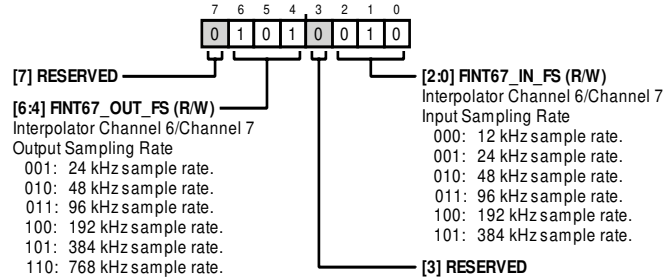 7 6 5 4 3 2 1 0
0 1 0 1 0 0 1 0
[7] RESERVED
[6:4] FINT67_OUT_FS (R/W)
Interpolator Channel 6/Channel 7
Output Sampling Rate
001: 24 kHz sample rate.
010: 48 kHz sample rate.
011: 96 kHz sample rate.
100: 192 kHz sample rate.
101: 384 kHz sample rate.
110: 768 kHz sample rate.
[2:0] FINT67_IN_FS (R/W)
Interpolator Channel 6/Channel 7
Input Sampling Rate
000: 12 kHz sample rate.
001: 24 kHz sample rate.
010: 48 kHz sample rate.
011: 96 kHz sample rate.
100: 192 kHz sample rate.
101: 384 kHz sample rate.
[3] RESERVED